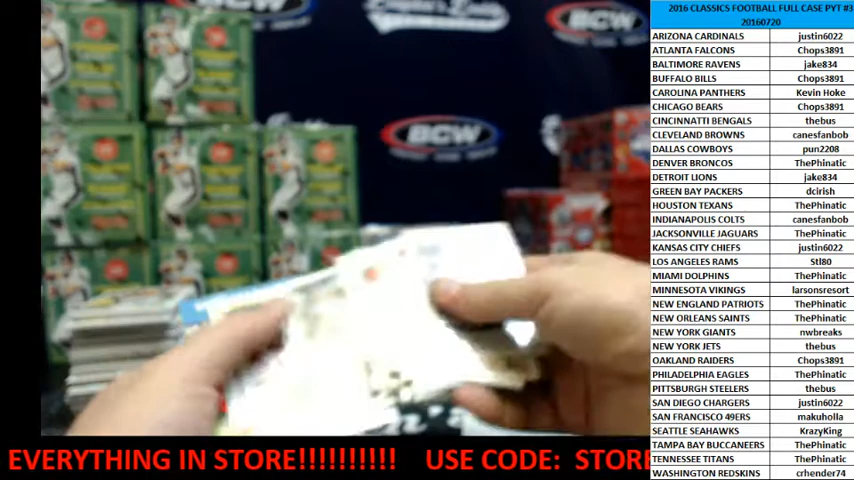 2016 CLASSICS FOOTBALL FULL CASE PYT #3
20160720
ARIZONA CARDINALS justin6022
ATLANTA FALCONS Chops3891
BALTIMORE RAVENS jake834
BUFFALO BILLS Chops3891
CAROLINA PANTHERS Kevin Hoke
CHICAGO BEARS Chops3891
CINCINNATI BENGALS thebus
CLEVELAND BROWNS canesfanbob
DALLAS COWBOYS pun2208
DENVER BRONCOS ThePhinatic
DETROIT LIONS jake834
GREEN BAY PACKERS dcirish
HOUSTON TEXANS ThePhinatic
INDIANAPOLIS COLTS canesfanbob
JACKSONVILLE JAGUARS ThePhinatic
KANSAS CITY CHIEFS justin6022
LOS ANGELES RAMS Stl80
MIAMI DOLPHINS ThePhinatic
MINNESOTA VIKINGS larsonsresort
NEW ENGLAND PATRIOTS ThePhinatic
NEW ORLEANS SAINTS ThePhinatic
NEW YORK GIANTS nwbreaks
NEW YORK JETS thebus
OAKLAND RAIDERS Chops3891
PHILADELPHIA EAGLES ThePhinatic
PITTSBURGH STEELERS thebus
SAN DIEGO CHARGERS justin6022
SAN FRANCISCO 49ERS makuholla
SEATTLE SEAHAWKS KrazyKing
TAMPA BAY BUCCANEERS ThePhinatic
TENNESSEE TITANS ThePhinatic
WASHINGTON REDSKINS crhender74
BCW
BCW
BCW
EVERYTHING IN STORE!!!!!!!!!! USE CODE: STORE